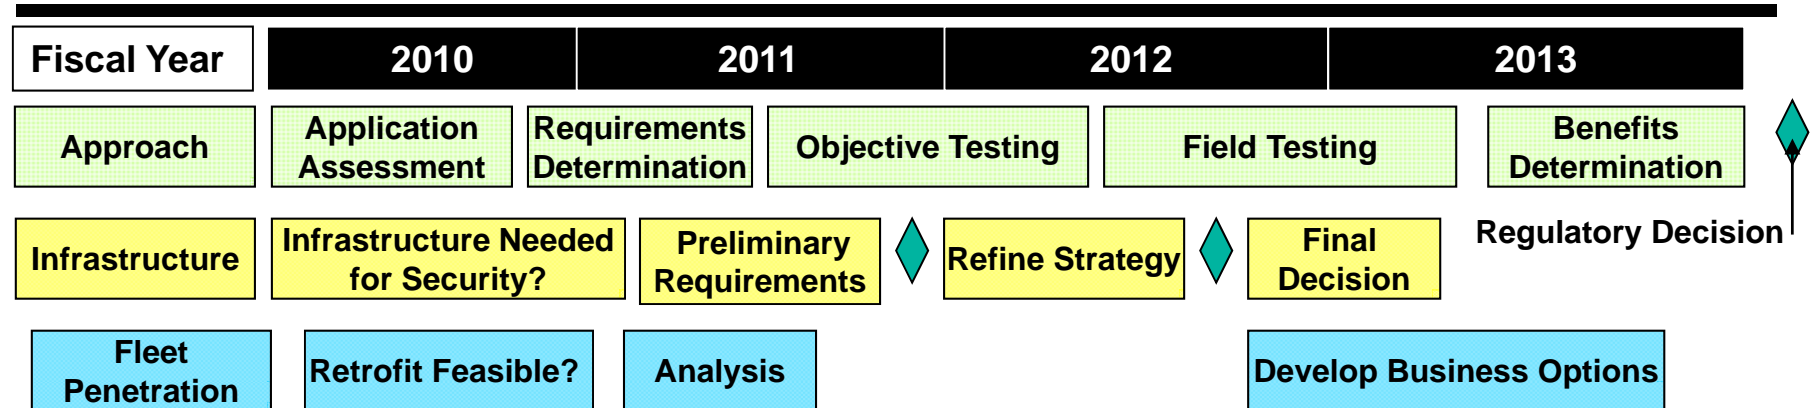 Fiscal Year 2010 2011 2012 2013
Approach
Application
Assessment
Requirements
Determination
Objective Testing
Field Testing
Benefits
Determination
Regulatory Decision
Infrastructure
Infrastructure Needed
for Security?
Preliminary
Requirements
Refine Strategy
Final
Decision
Fleet
Penetration
Retrofit Feasible?
Analysis
Develop Business Options